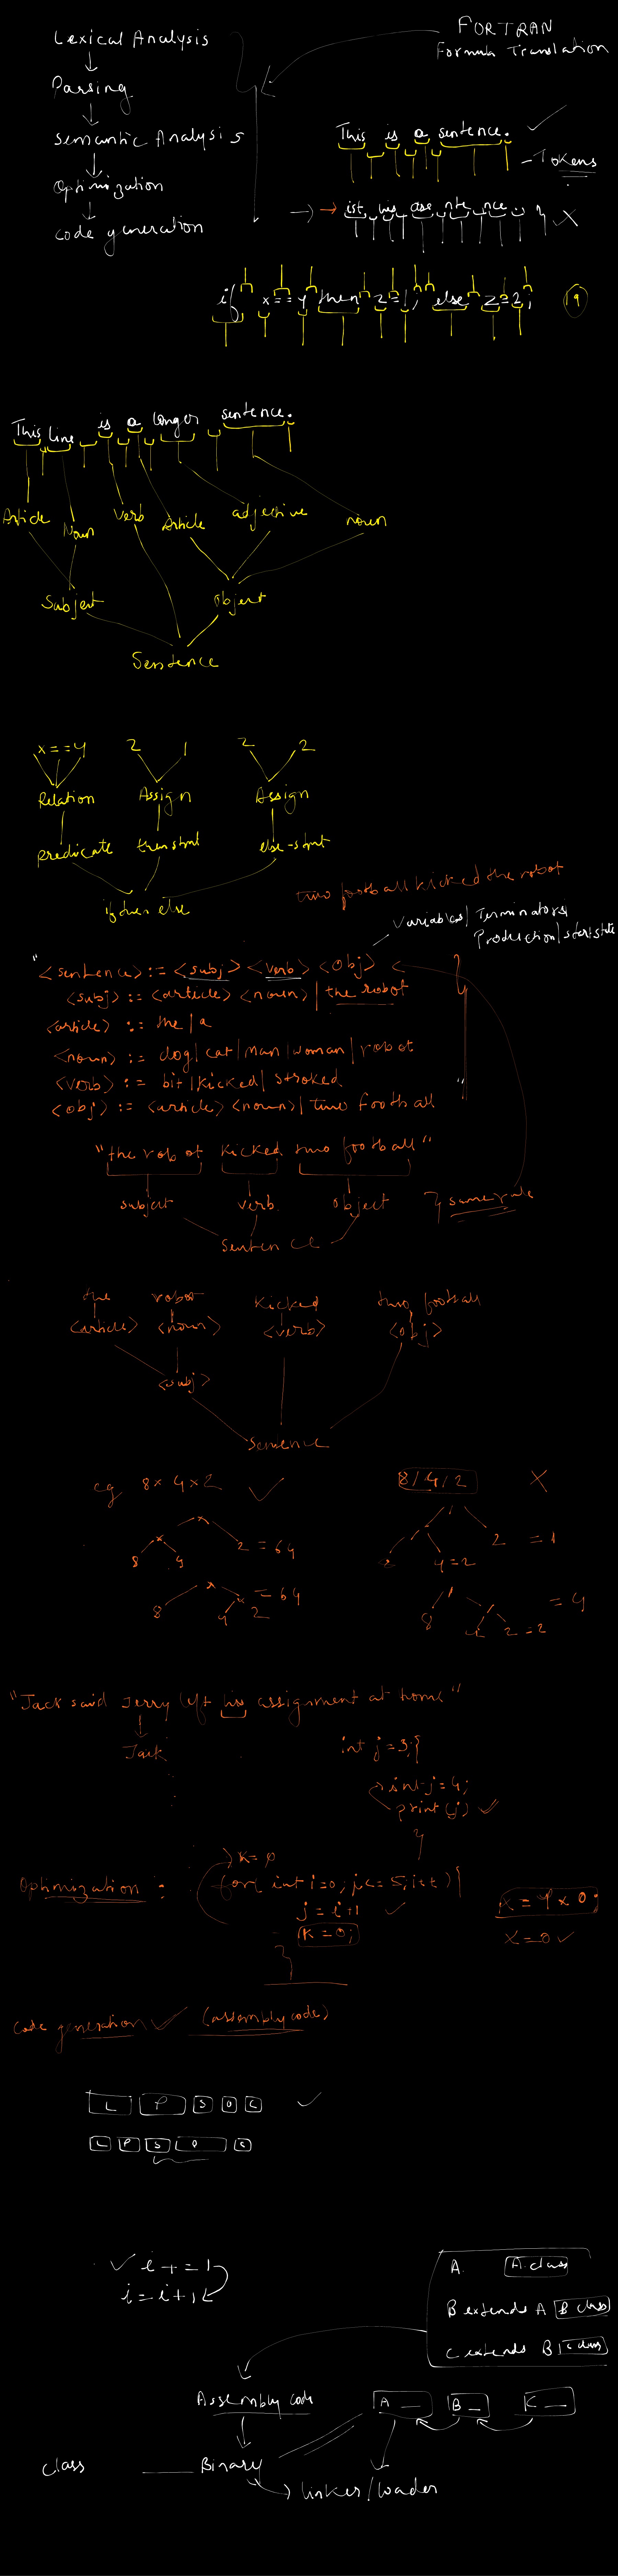 Lexical Analysis
FORTRAN
Formula Translation
Parsing
Semantic Analysis
This is a sentence.
- Tokens
Optimization
ist his ase nte nce .
X
code generation
if x == y then z = 1; else z = 2;
This line is a longer sentence.
Article Noun Verb Article adjective noun
Subject Object
Sentence
x = = y 2 1 2 2
Relation Assign Assign
predicate else-stmt
if then else
two football kicked the robot
Variables / Terminators
Production / start state
"<sentence> := <subj> <verb> <obj>
<subj> := <article> <noun> | the robot
<article> := the | a
<noun> := dog | cat | man | woman | robot
<verb> := bit | kicked | stroked
<obj> := <article> <noun> | two football "
"the robot kicked two football"
subject verb object
} same rule
Sentence
the robot kicked two football
<article> <noun> <verb> <obj>
<subj>
Sentence
eg 8 x 4 x 2
8 / 4 / 2 X
x
x 2 = 64
8 4
/
/ 2 = 1
4 = 2
x = 64
8 x
4 2
/ = 4
8 /
4 2 = 2
"Jack said Jerry left his assignment at home"
Jack
int j = 3; {
int j = 4;
print(j)
}
K = 0
Optimization :
for( int i=0; i<= 5; i++) {
j = i+1
K = 0;
}
X = 9 x 0;
X = 0
Code generation (assembly code)
L P S O C
L P S O C
i + = 1
i = i + 1
A A class
B extends A B class
C extends B C class
Assembly code
A B K
Class
Binary
linker / loader